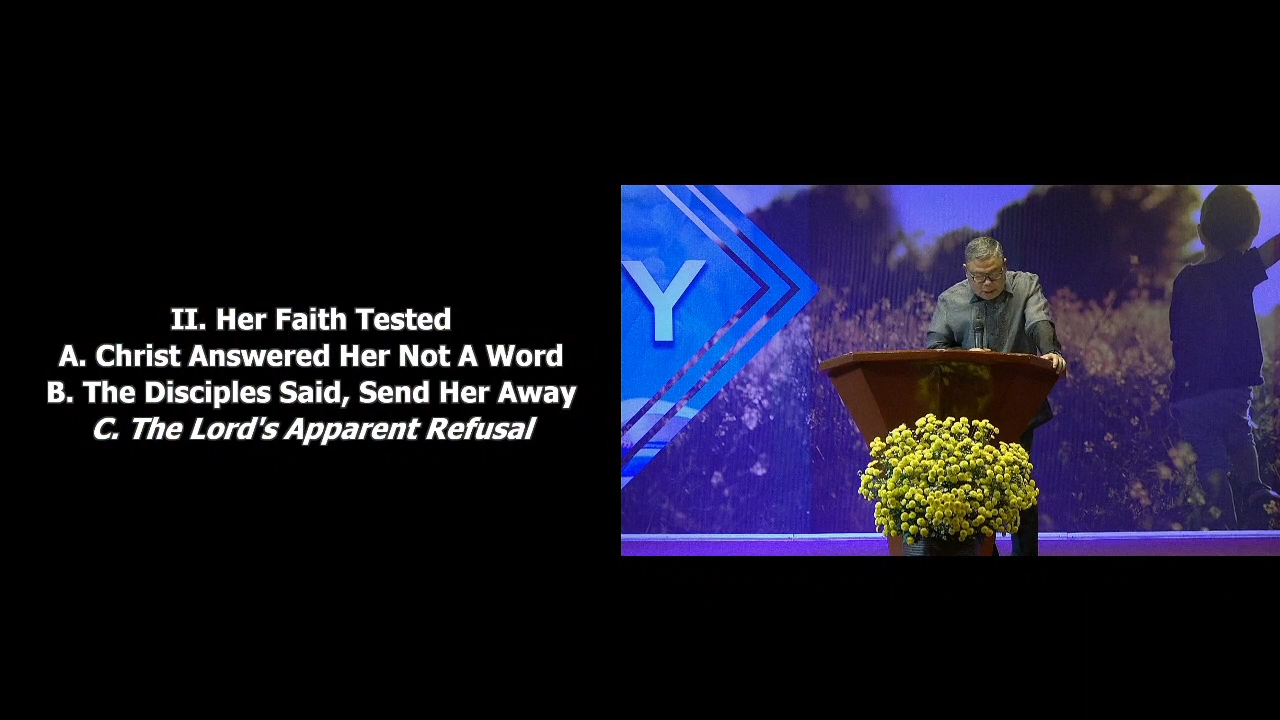 II. Her Faith Tested
A. Christ Answered Her Not A Word
B. The Disciples Said, Send Her Away
C. The Lord's Apparent Refusal
Y